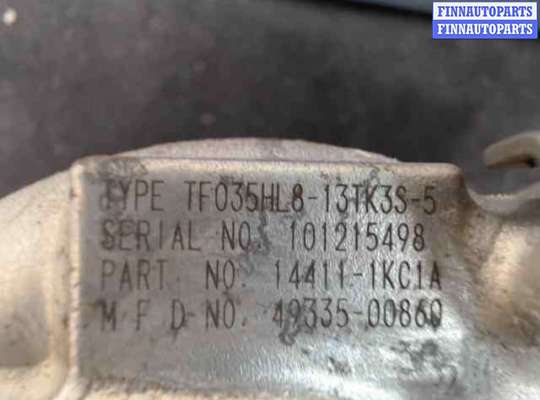 FINNAUTOPARTS
FINNAUTOPARTS
TYPE TF035HL8-13TK3S-5
SERIAL NO. 101215498
PART NO. 14411-1KC1A
M F D NO. 49335-00860